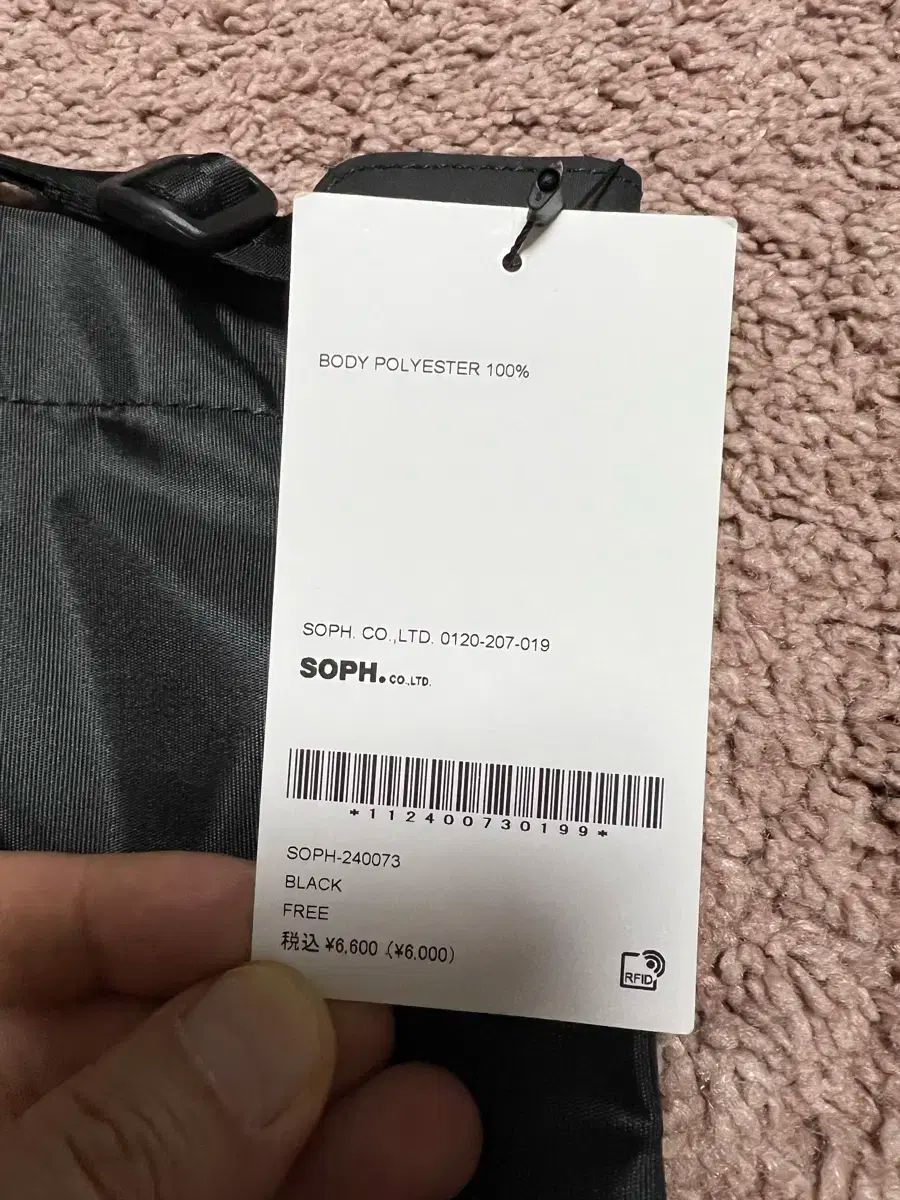 BODY POLYESTER 100%
SOPH. CO.,LTD. 0120-207-019
SOPH. CO.,LTD.
*112400730199*
SOPH-240073
BLACK
FREE
税込 ¥6,600 (¥6,000)
RFID